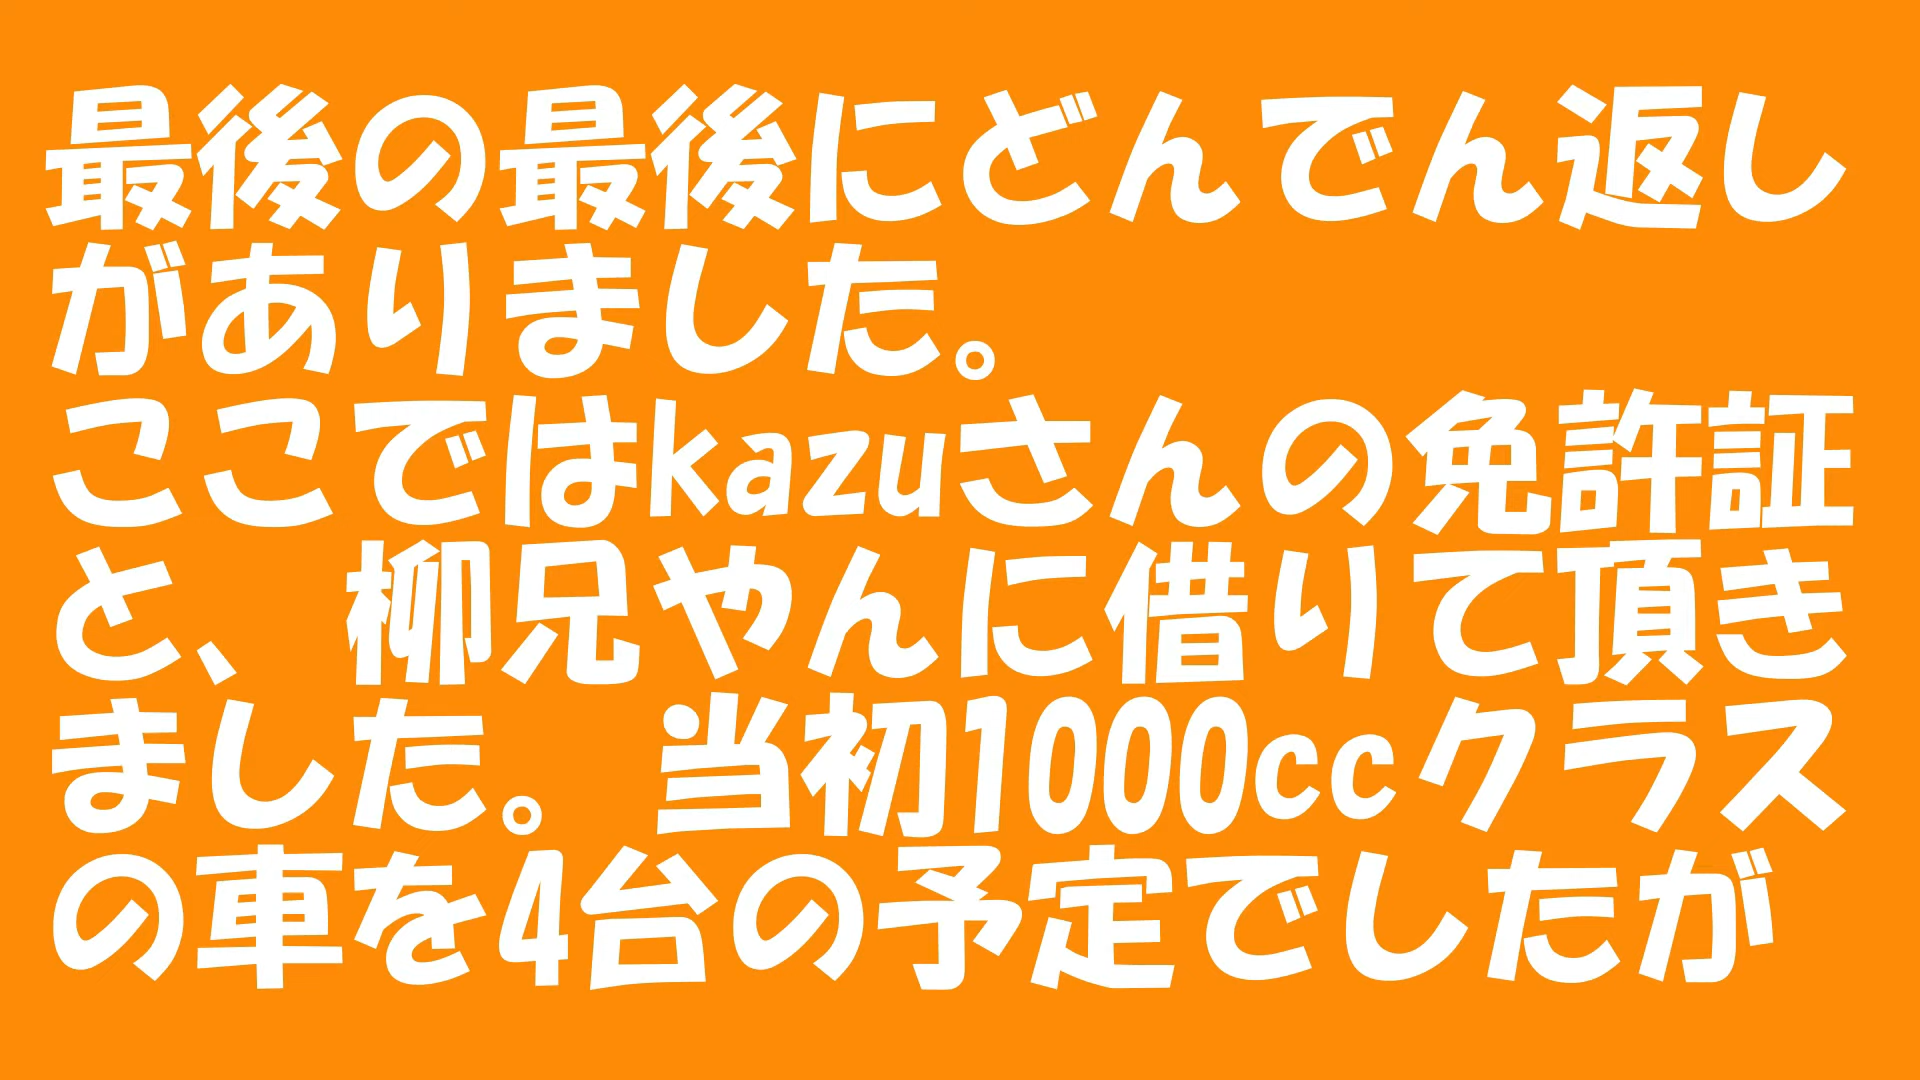 最後の最後にどんでん返し
がありました。
ここではkazuさんの免許証
と、柳兄やんに借りて頂き
ました。当初1000ccクラス
の車を4台の予定でしたが